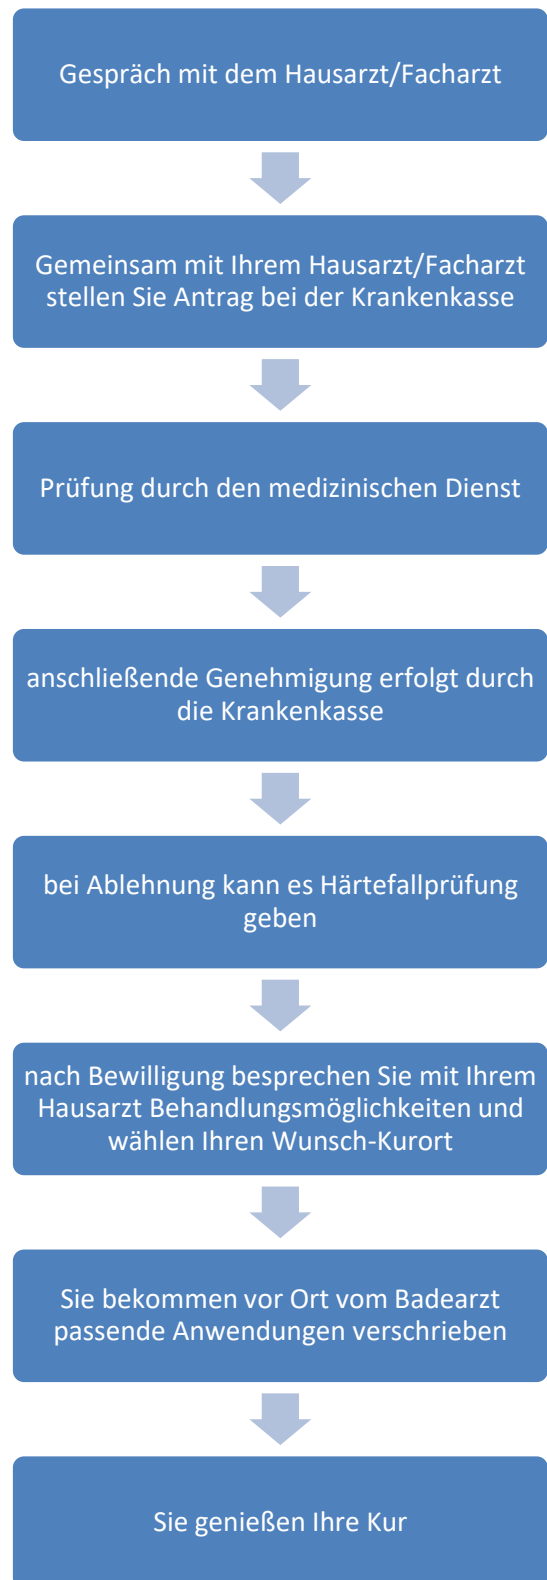 Gespräch mit dem Hausarzt/Facharzt
Gemeinsam mit Ihrem Hausarzt/Facharzt
stellen Sie Antrag bei der Krankenkasse
Prüfung durch den medizinischen Dienst
anschließende Genehmigung erfolgt durch
die Krankenkasse
bei Ablehnung kann es Härtefallprüfung
geben
nach Bewilligung besprechen Sie mit Ihrem
Hausarzt Behandlungsmöglichkeiten und
wählen Ihren Wunsch-Kurort
Sie bekommen vor Ort vom Badearzt
passende Anwendungen verschrieben
Sie genießen Ihre Kur